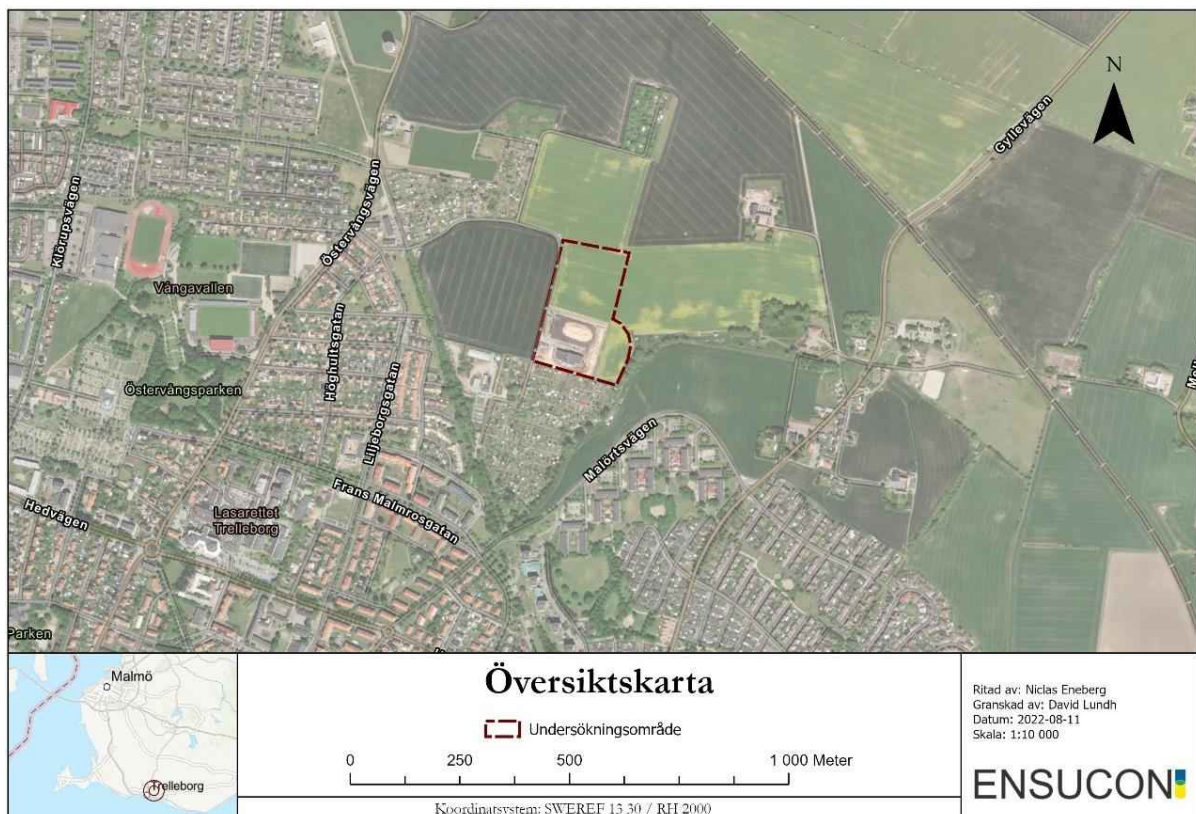 N
Gyllevägen
Klörupsvägen
Östervångsvägen
Vångavallen
Höghultsgatan
Östervångsparken
Liljeborgsgatan
Malörtsvägen
Frans Malmrosgatan
Hedvägen
Lasarettet
Trelleborg
Parken
Malmö
Trelleborg
Översiktskarta
Undersökningsområde
0 250 500 1 000 Meter
Koordinatsystem: SWEREF 13 30 / RH 2000
Ritad av: Niclas Eneberg
Granskad av: David Lundh
Datum: 2022-08-11
Skala: 1:10 000
ENSUCON